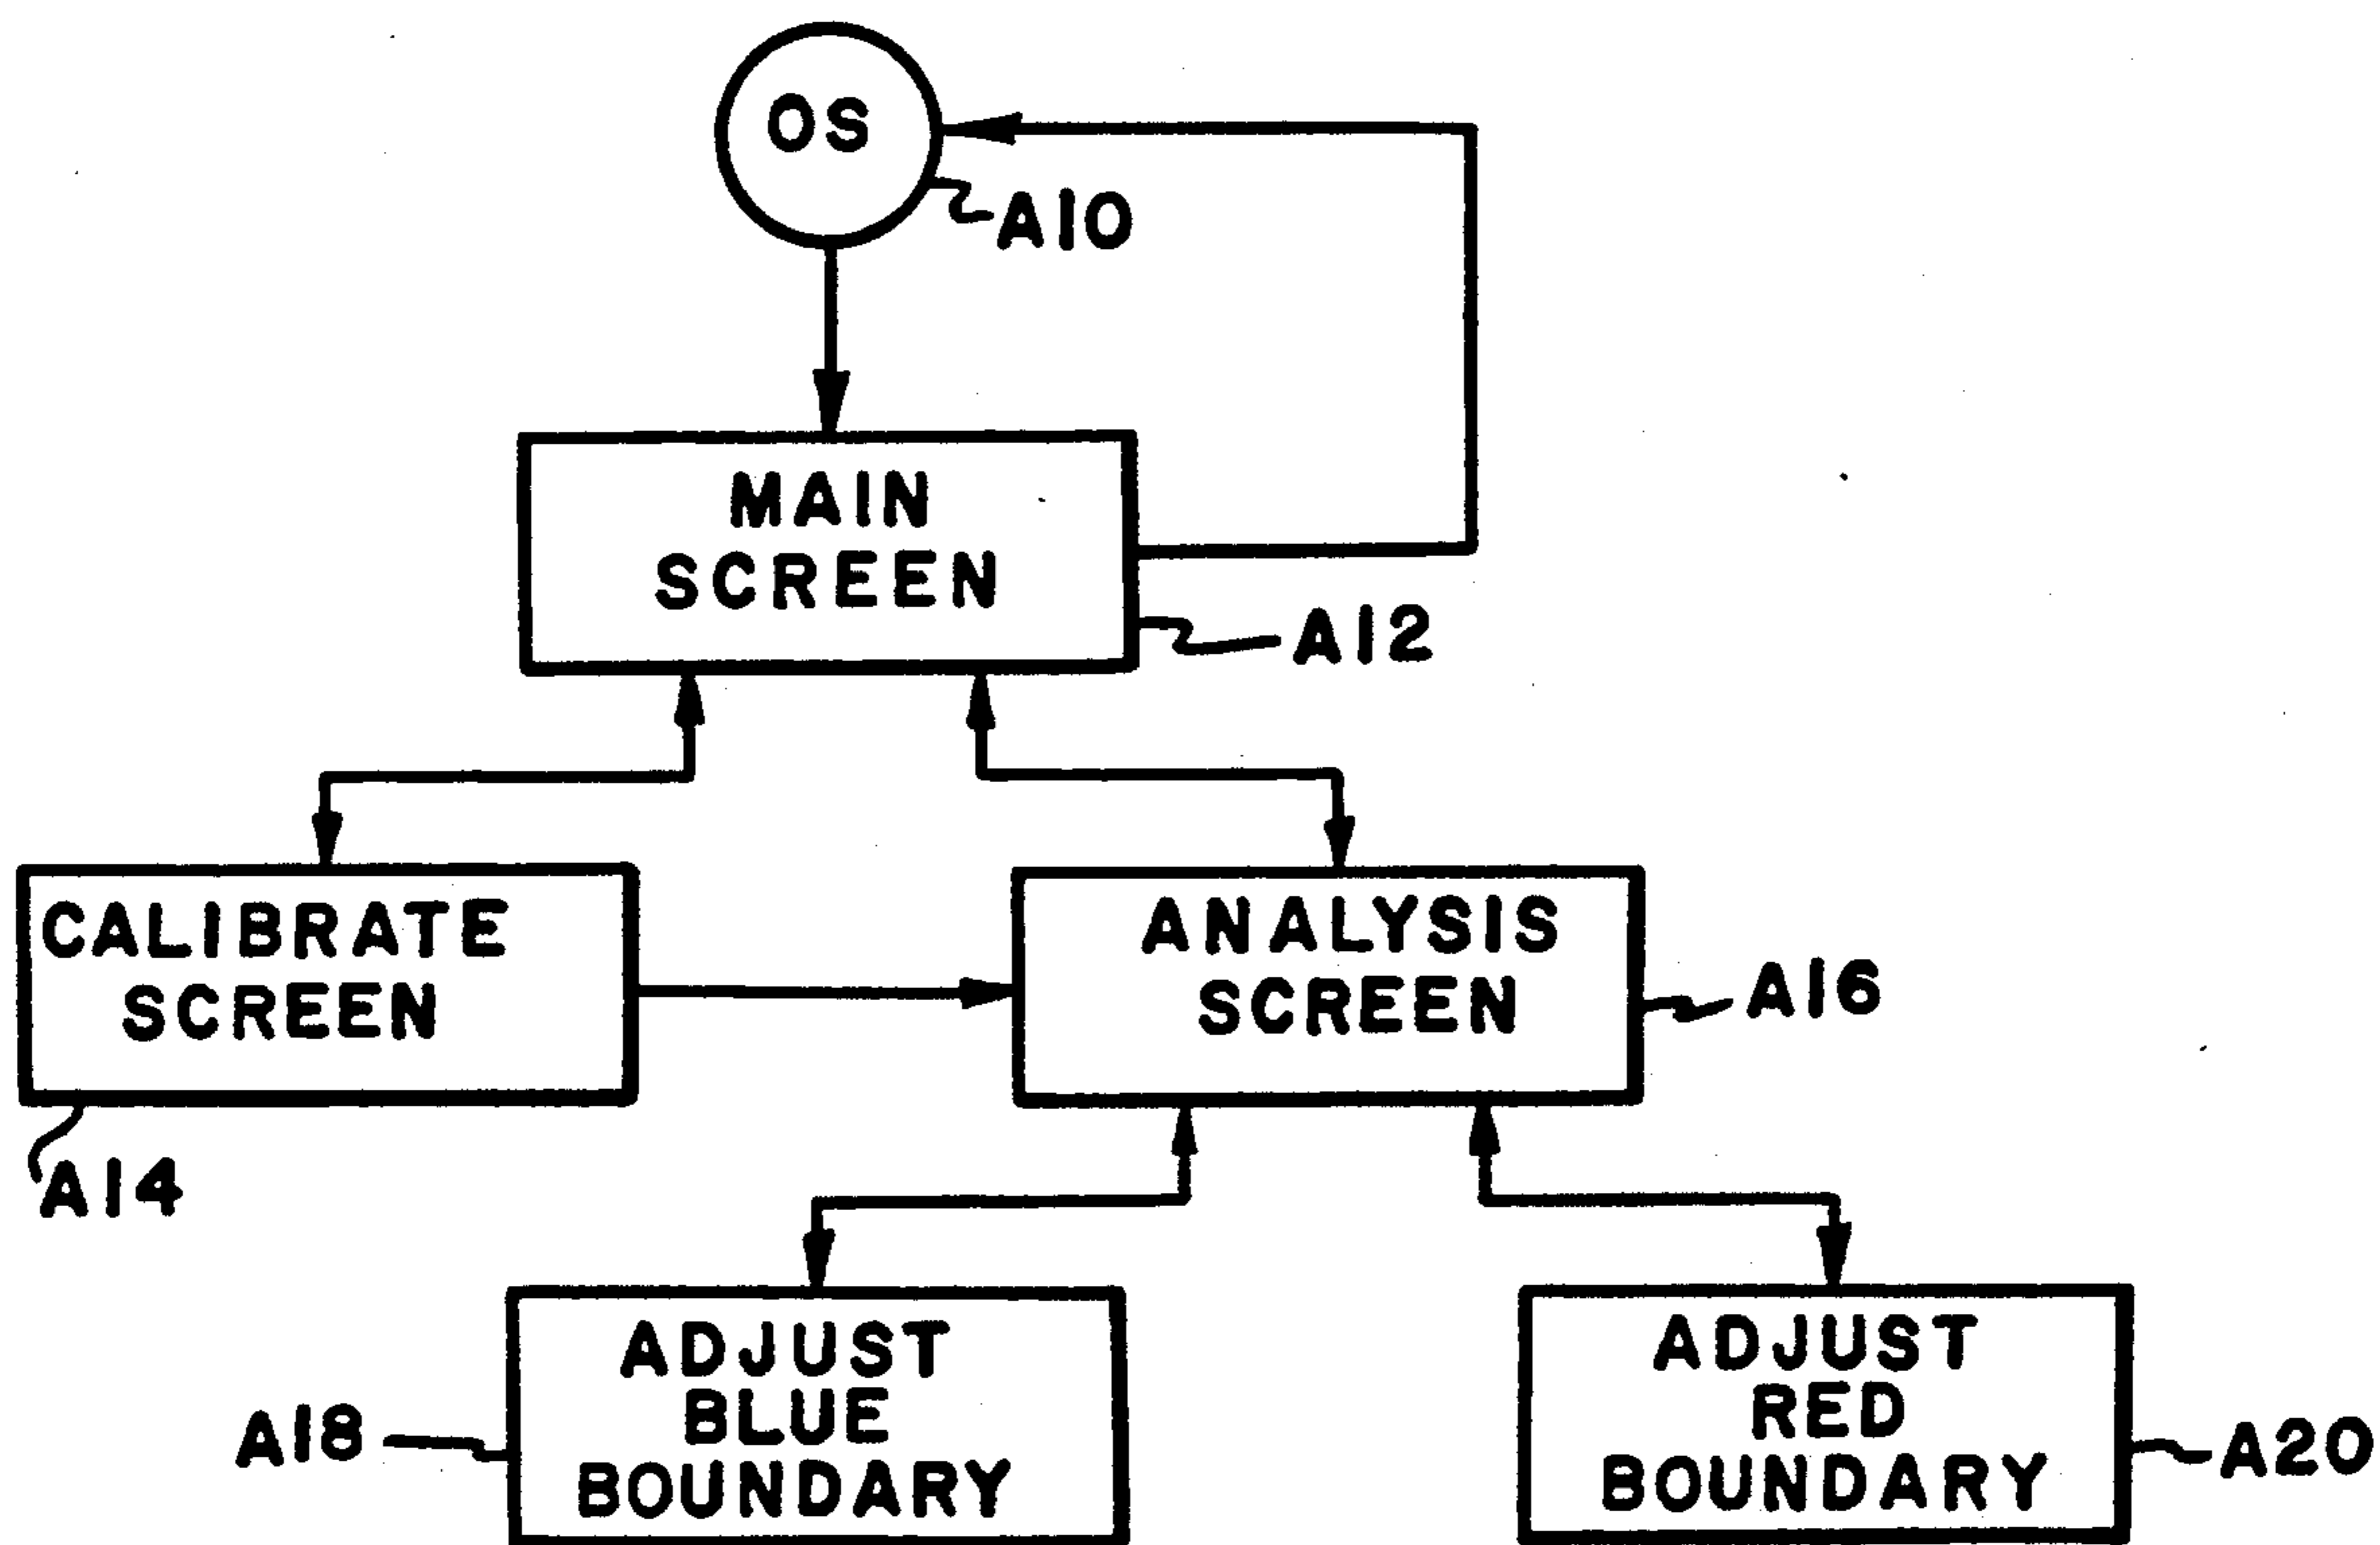 OS
A10
MAIN
SCREEN
A12
CALIBRATE
SCREEN
A14
ANALYSIS
SCREEN
A16
ADJUST
BLUE
BOUNDARY
A18
ADJUST
RED
BOUNDARY
A20